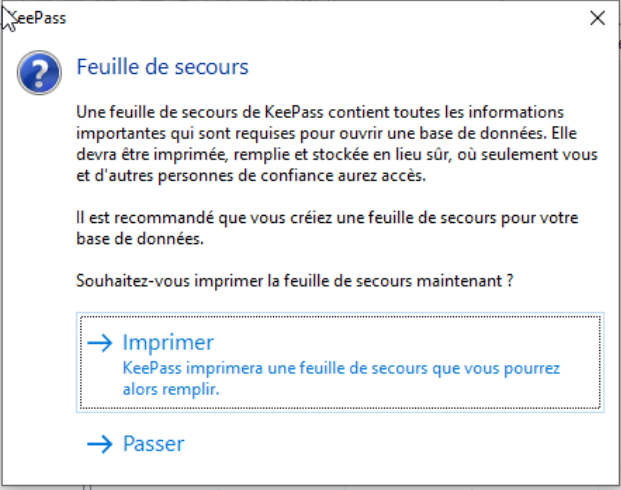 KeePass
Feuille de secours
Une feuille de secours de KeePass contient toutes les informations
importantes qui sont requises pour ouvrir une base de données. Elle
devra être imprimée, remplie et stockée en lieu sûr, où seulement vous
et d'autres personnes de confiance aurez accès.
Il est recommandé que vous créiez une feuille de secours pour votre
base de données.
Souhaitez-vous imprimer la feuille de secours maintenant ?
Imprimer
KeePass imprimera une feuille de secours que vous pourrez
alors remplir.
Passer